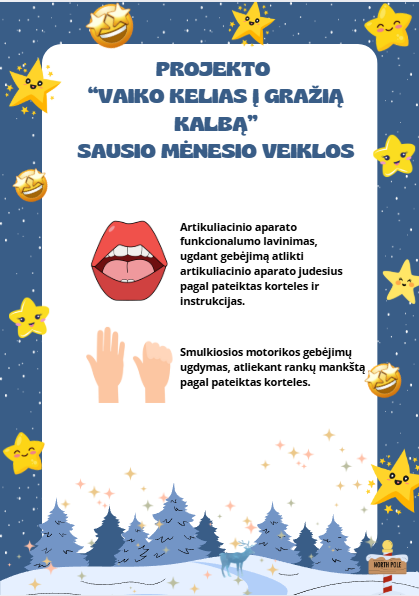 PROJEKTO
“VAIKO KELIAS Į GRAŽIĄ
KALBĄ”
SAUSIO MĖNESIO VEIKLOS
Artikuliacinio aparato
funkcionalumo lavinimas,
ugdant gebėjimą atlikti
artikuliacinio aparato judesius
pagal pateiktas korteles ir
instrukcijas.
Smulkiosios motorikos gebėjimų
ugdymas, atliekant rankų mankštą
pagal pateiktas korteles.
NORTH POLE